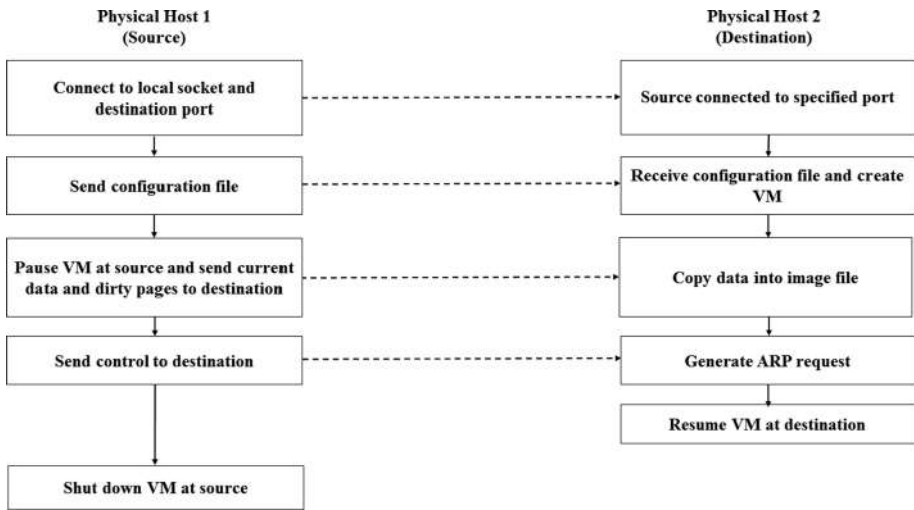 Physical Host 1
(Source)
Physical Host 2
(Destination)
Connect to local socket and
destination port
Source connected to specified port
Send configuration file
Receive configuration file and create
VM
Pause VM at source and send current
data and dirty pages to destination
Copy data into image file
Send control to destination
Generate ARP request
Resume VM at destination
Shut down VM at source